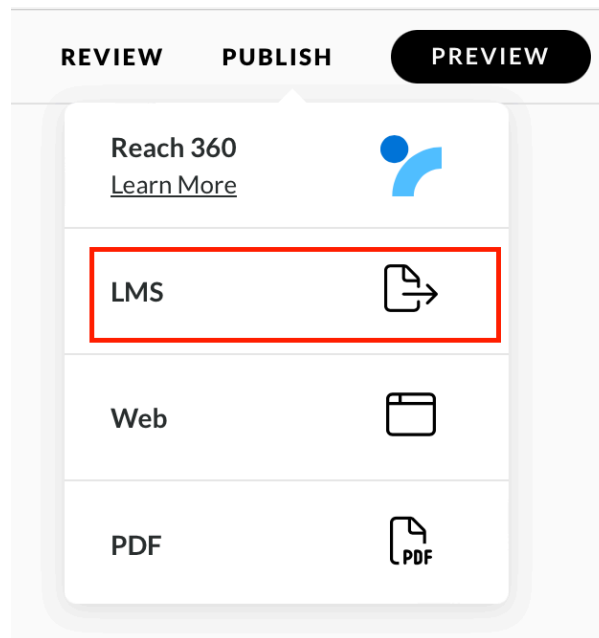 REVIEW PUBLISH PREVIEW
Reach 360
Learn More
LMS
Web
PDF
PDF